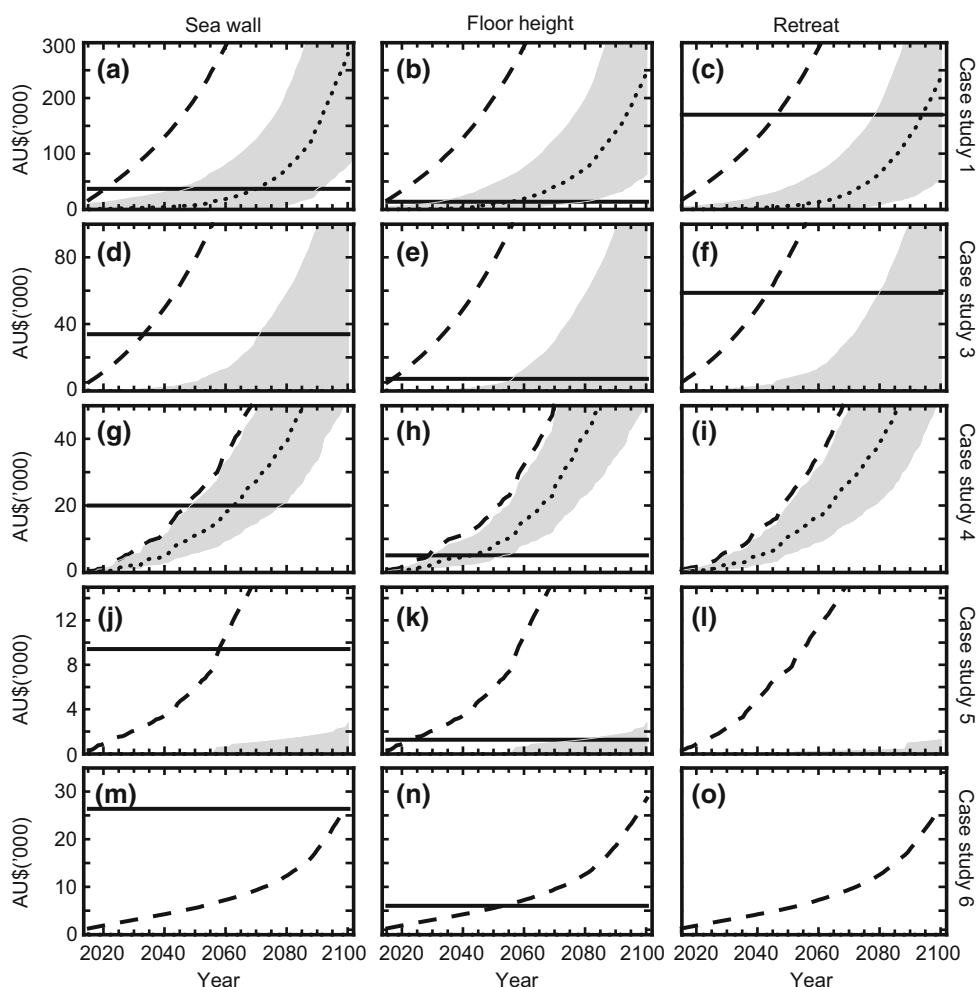 Sea wall
Floor height
Retreat
AU$('000)
300
200
100
0
(a)
(b)
(c)
Case study 1
AU$('000)
80
40
0
(d)
(e)
(f)
Case study 3
AU$('000)
40
20
0
(g)
(h)
(i)
Case study 4
AU$('000)
12
8
4
0
(j)
(k)
(l)
Case study 5
AU$('000)
30
20
10
0
(m)
(n)
(o)
Case study 6
2020 2040 2060 2080 2100
2020 2040 2060 2080 2100
2020 2040 2060 2080 2100
Year
Year
Year